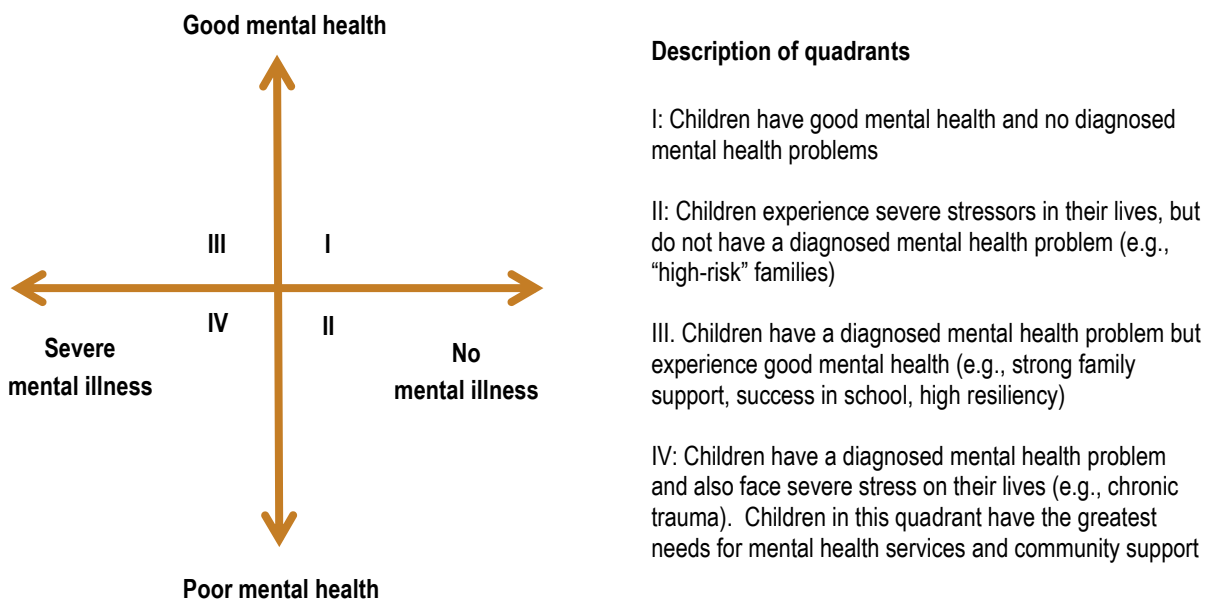 Good mental health
III
I
IV
II
Severe
mental illness
No
mental illness
Poor mental health
Description of quadrants
I: Children have good mental health and no diagnosed
mental health problems
II: Children experience severe stressors in their lives, but
do not have a diagnosed mental health problem (e.g.,
“high-risk” families)
III. Children have a diagnosed mental health problem but
experience good mental health (e.g., strong family
support, success in school, high resiliency)
IV: Children have a diagnosed mental health problem
and also face severe stress on their lives (e.g., chronic
trauma).  Children in this quadrant have the greatest
needs for mental health services and community support